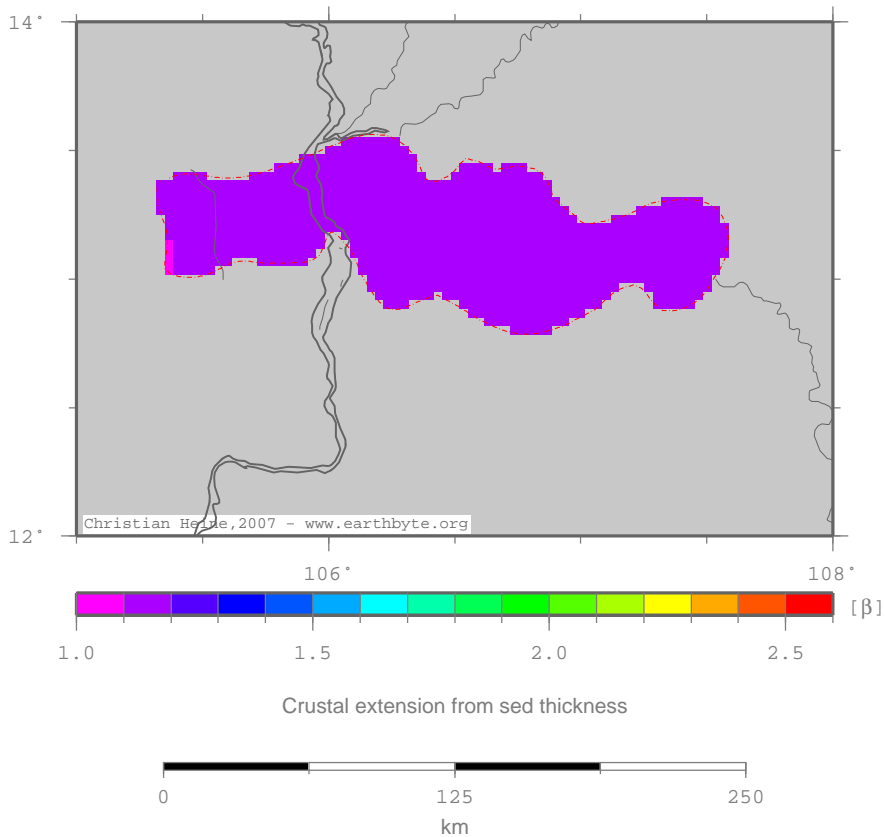 14°
Christian Heine,2007 - www.earthbyte.org
12°
106° 108°
[β]
1.0 1.5 2.0 2.5
Crustal extension from sed thickness
0 125 250
km